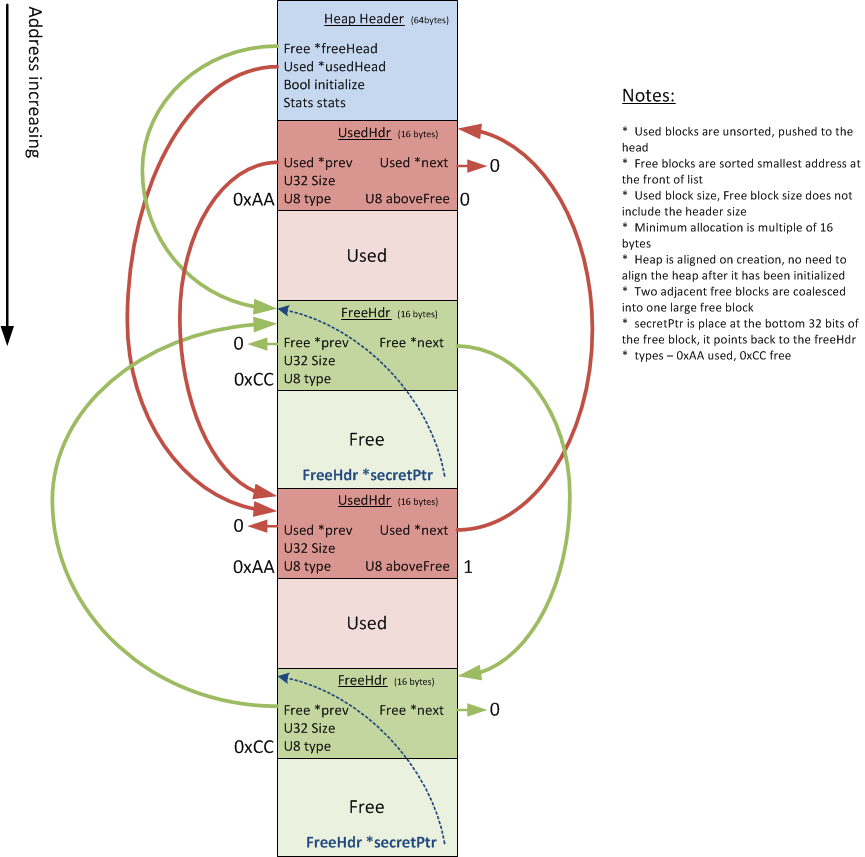 Address increasing
Heap Header (64bytes)
Free *freeHead
Used *usedHead
Bool initialize
Stats stats
UsedHdr (16 bytes)
Used *prev Used *next 0
U32 Size
0xAA U8 type U8 aboveFree 0
Used
FreeHdr (16 bytes)
0 Free *prev Free *next
U32 Size
0xCC U8 type
Free
FreeHdr *secretPtr
UsedHdr (16 bytes)
0 Used *prev Used *next
U32 Size
0xAA U8 type U8 aboveFree 1
Used
FreeHdr (16 bytes)
Free *prev Free *next 0
U32 Size
0xCC U8 type
Free
FreeHdr *secretPtr
Notes:
* Used blocks are unsorted, pushed to the
head
* Free blocks are sorted smallest address at
the front of list
* Used block size, Free block size does not
include the header size
* Minimum allocation is multiple of 16
bytes
* Heap is aligned on creation, no need to
align the heap after it has been initialized
* Two adjacent free blocks are coalesced
into one large free block
* secretPtr is place at the bottom 32 bits of
the free block, it points back to the freeHdr
* types – 0xAA used, 0xCC free